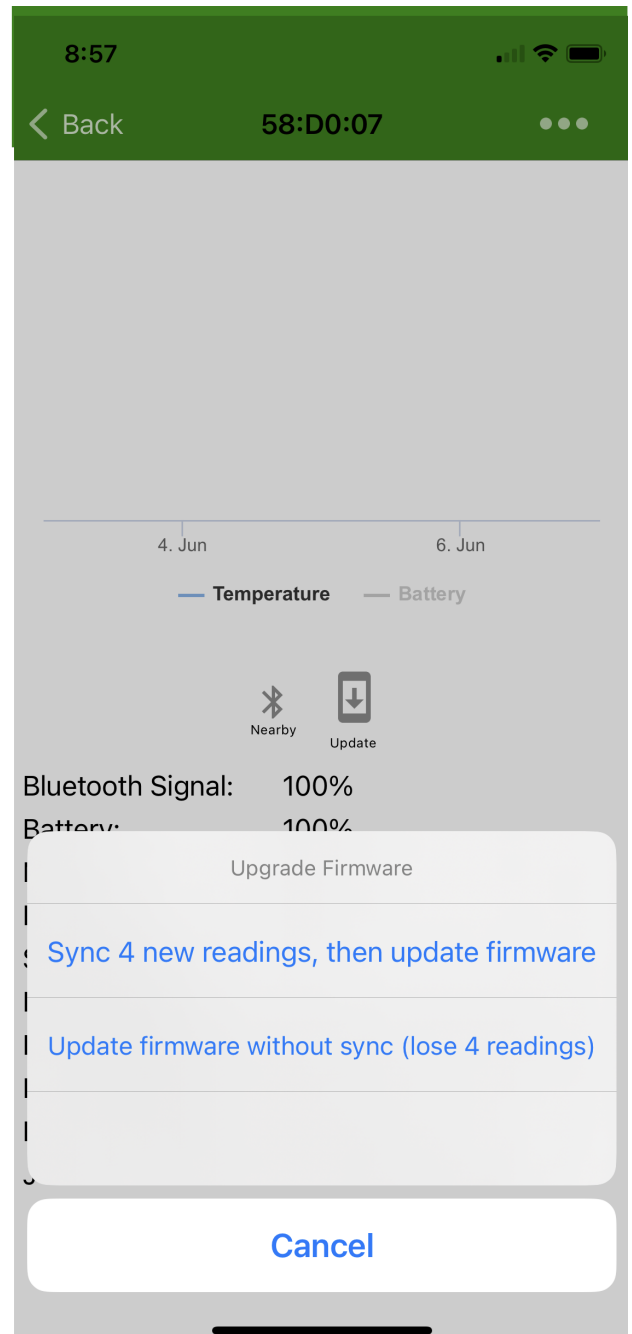 8:57
Back 58:D0:07
4. Jun 6. Jun
Temperature Battery
Nearby Update
Bluetooth Signal: 100%
Battery: 100%
Upgrade Firmware
Sync 4 new readings, then update firmware
Update firmware without sync (lose 4 readings)
Cancel